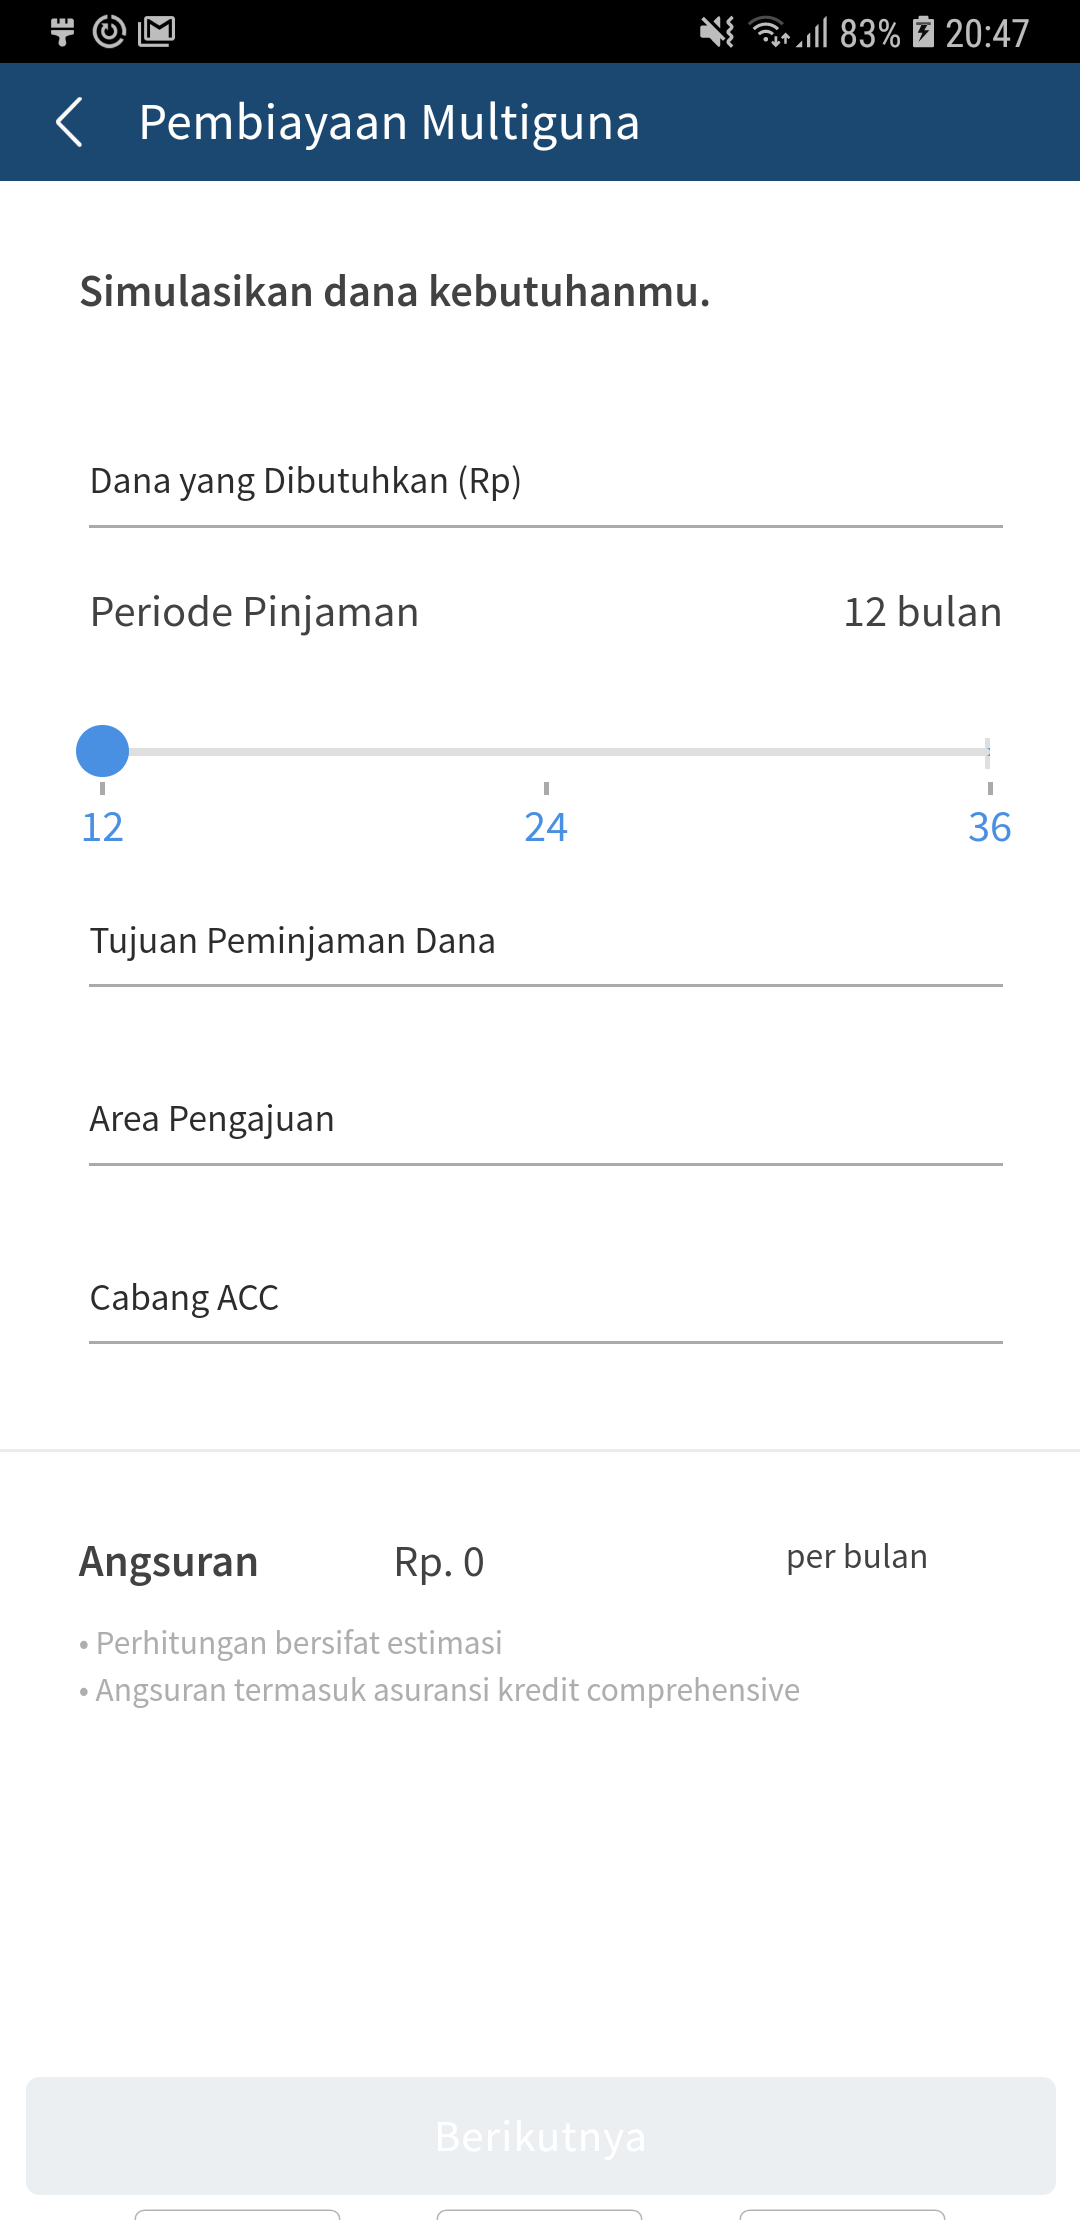 83% 20:47
Pembiayaan Multiguna
Simulasikan dana kebutuhanmu.
Dana yang Dibutuhkan (Rp)
Periode Pinjaman 12 bulan
12 24 36
Tujuan Peminjaman Dana
Area Pengajuan
Cabang ACC
Angsuran Rp. 0 per bulan
• Perhitungan bersifat estimasi
• Angsuran termasuk asuransi kredit comprehensive
Berikutnya